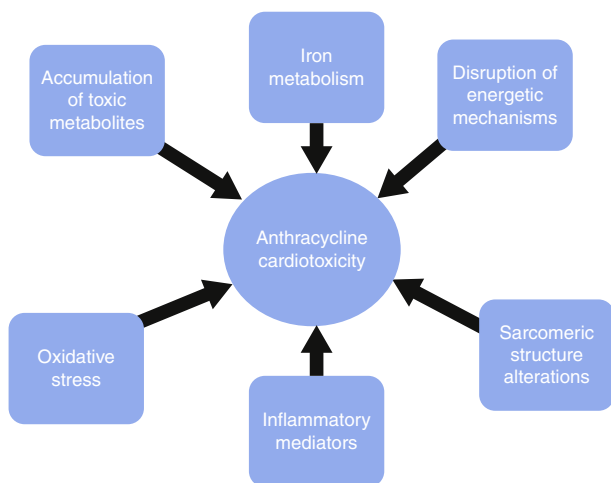 Iron
metabolism
Accumulation
of toxic
metabolites
Disruption of
energetic
mechanisms
Anthracycline
cardiotoxicity
Oxidative
stress
Sarcomeric
structure
alterations
Inflammatory
mediators